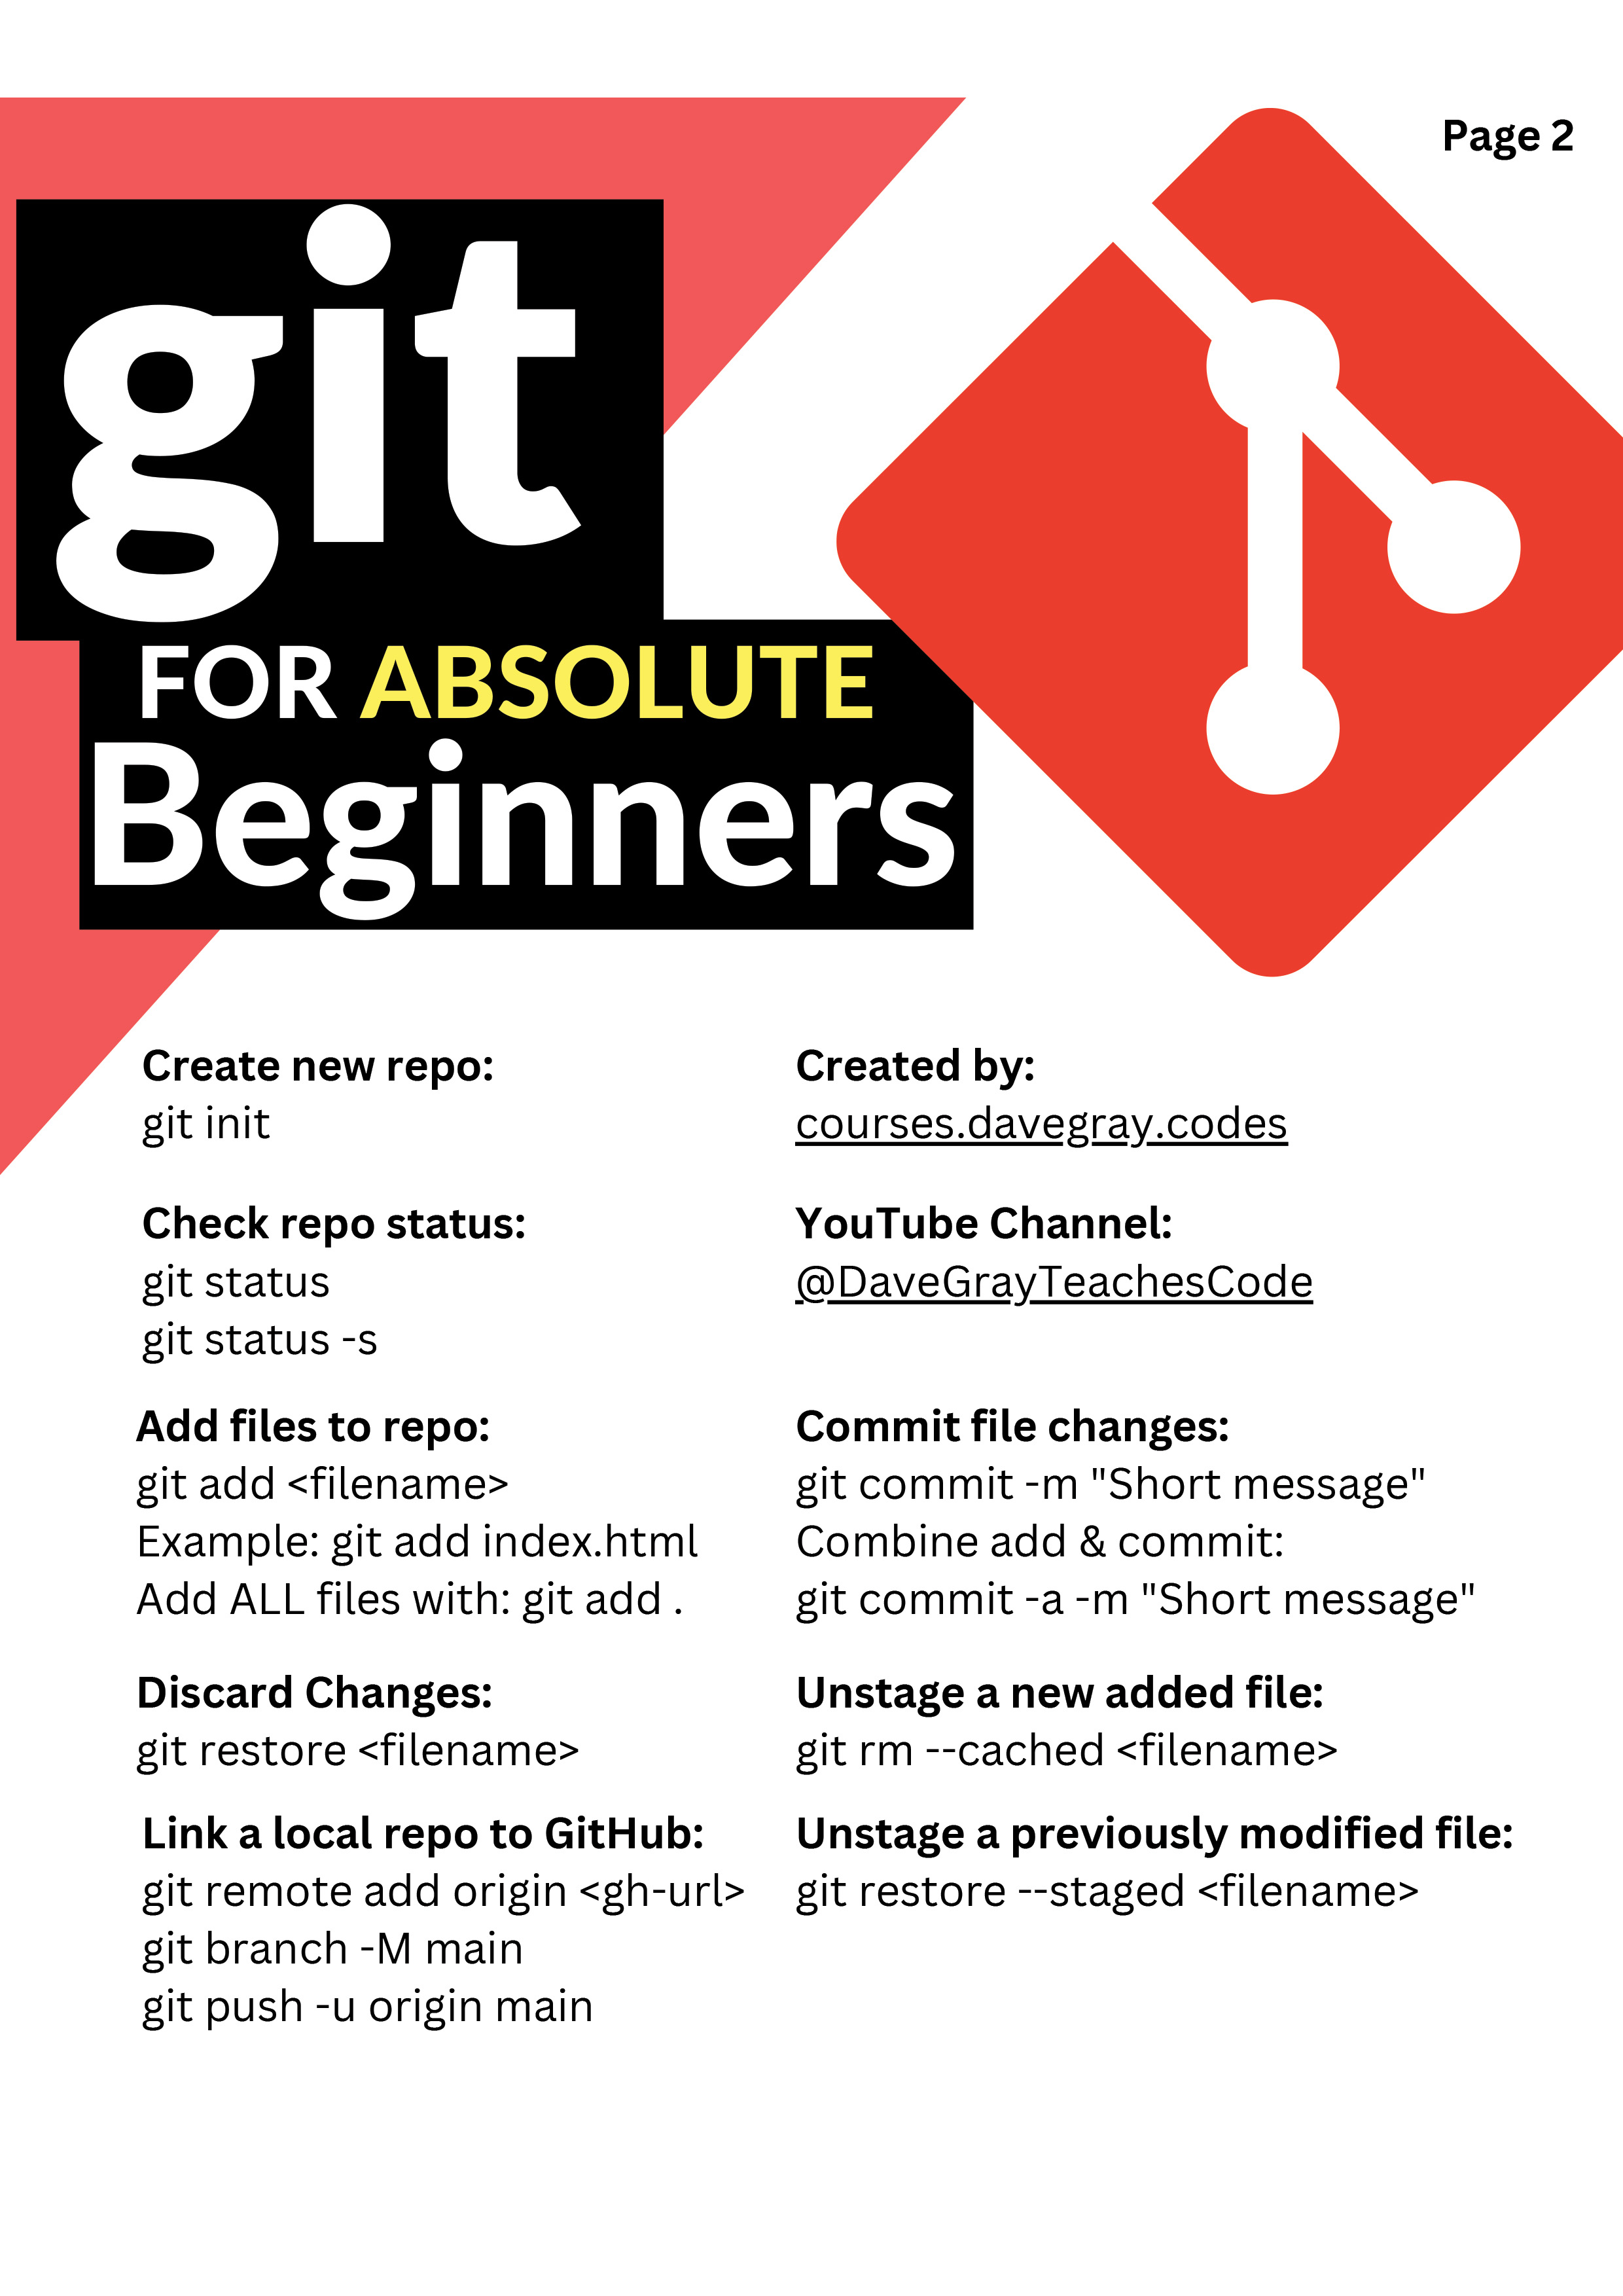 Page 2
git
FOR ABSOLUTE
Beginners
Create new repo:
git init
Created by:
courses.davegray.codes
Check repo status:
git status
git status -s
YouTube Channel:
@DaveGrayTeachesCode
Add files to repo:
git add <filename>
Example: git add index.html
Add ALL files with: git add .
Commit file changes:
git commit -m "Short message"
Combine add & commit:
git commit -a -m "Short message"
Discard Changes:
git restore <filename>
Unstage a new added file:
git rm --cached <filename>
Link a local repo to GitHub:
git remote add origin <gh-url>
git branch -M main
git push -u origin main
Unstage a previously modified file:
git restore --staged <filename>